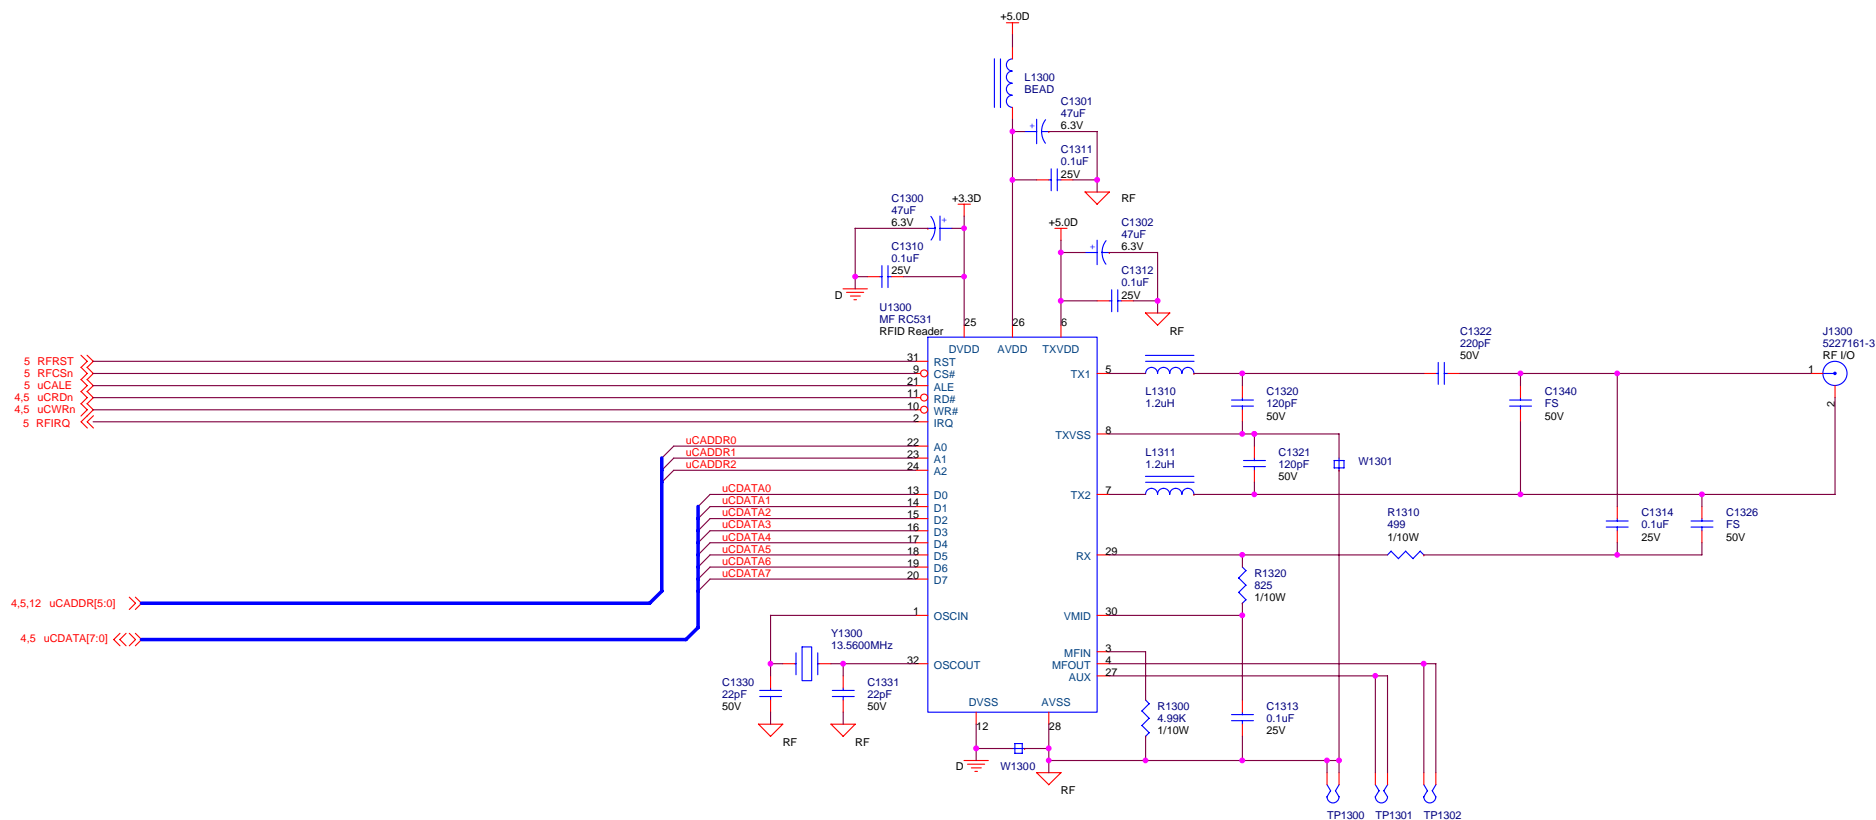 +5.0D
L1300
BEAD
C1301
47uF
6.3V
+
C1311
0.1uF
25V
RF
C1300
47uF
6.3V
+
+3.3D
C1310
0.1uF
25V
D
+5.0D
C1302
47uF
6.3V
+
C1312
0.1uF
25V
RF
U1300
MF RC531
RFID Reader
25
26
6
DVDD
AVDD
TXVDD
5 RFRST
31
RST
5 RFCSn
9
CS#
5 uCALE
21
ALE
4,5 uCRDn
11
RD#
4,5 uCWRn
10
WR#
5 RFIRQ
2
IRQ
uCADDR0
22
A0
uCADDR1
23
A1
uCADDR2
24
A2
uCDATA0
13
D0
uCDATA1
14
D1
uCDATA2
15
D2
uCDATA3
16
D3
uCDATA4
17
D4
uCDATA5
18
D5
uCDATA6
19
D6
uCDATA7
20
D7
4,5,12 uCADDR[5:0]
4,5 uCDATA[7:0]
1
OSCIN
32
OSCOUT
Y1300
13.5600MHz
C1330
22pF
50V
RF
C1331
22pF
50V
RF
DVSS
AVSS
12
28
D
W1300
RF
TX1
5
L1310
1.2uH
C1320
120pF
50V
C1322
220pF
50V
C1340
FS
50V
J1300
5227161-3
RF I/O
1
2
TXVSS
8
L1311
1.2uH
C1321
120pF
50V
W1301
TX2
7
R1310
499
1/10W
C1314
0.1uF
25V
C1326
FS
50V
RX
29
R1320
825
1/10W
VMID
30
MFIN
3
MFOUT
4
AUX
27
R1300
4.99K
1/10W
C1313
0.1uF
25V
TP1300
TP1301
TP1302